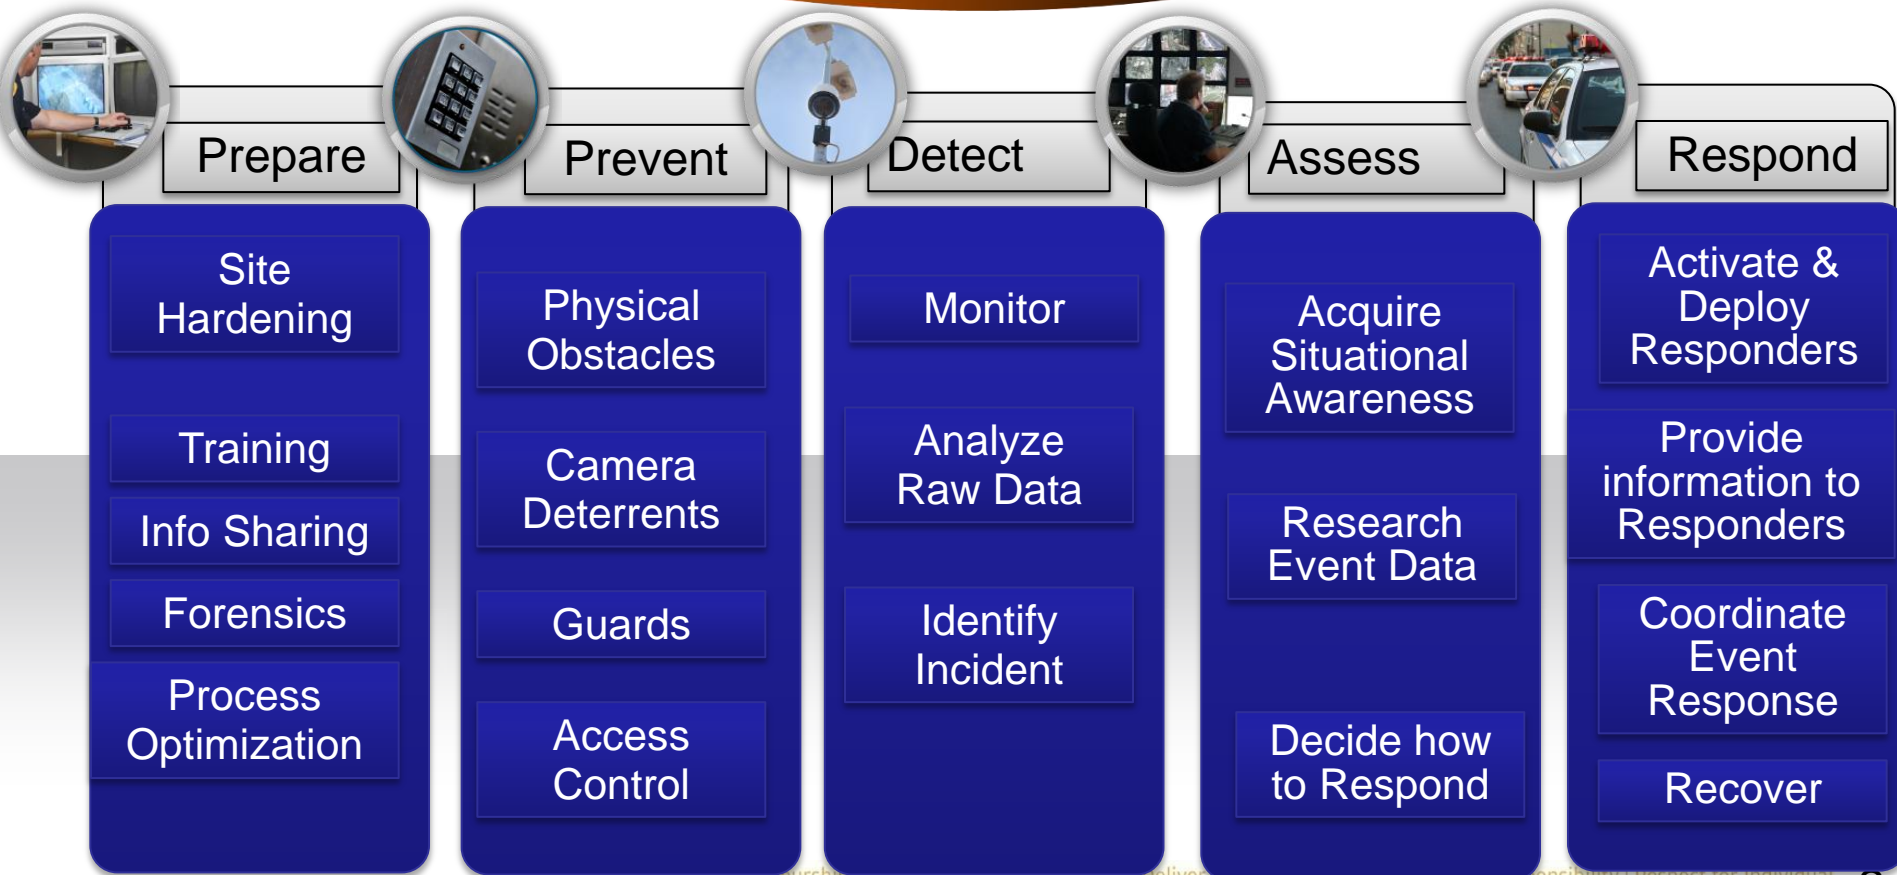 Prepare
Site
Hardening
Training
Info Sharing
Forensics
Process
Optimization
Prevent
Physical
Obstacles
Camera
Deterrents
Guards
Access
Control
Detect
Monitor
Analyze
Raw Data
Identify
Incident
Assess
Acquire
Situational
Awareness
Research
Event Data
Decide how
to Respond
Respond
Activate &
Deploy
Responders
Provide
information to
Responders
Coordinate
Event
Response
Recover